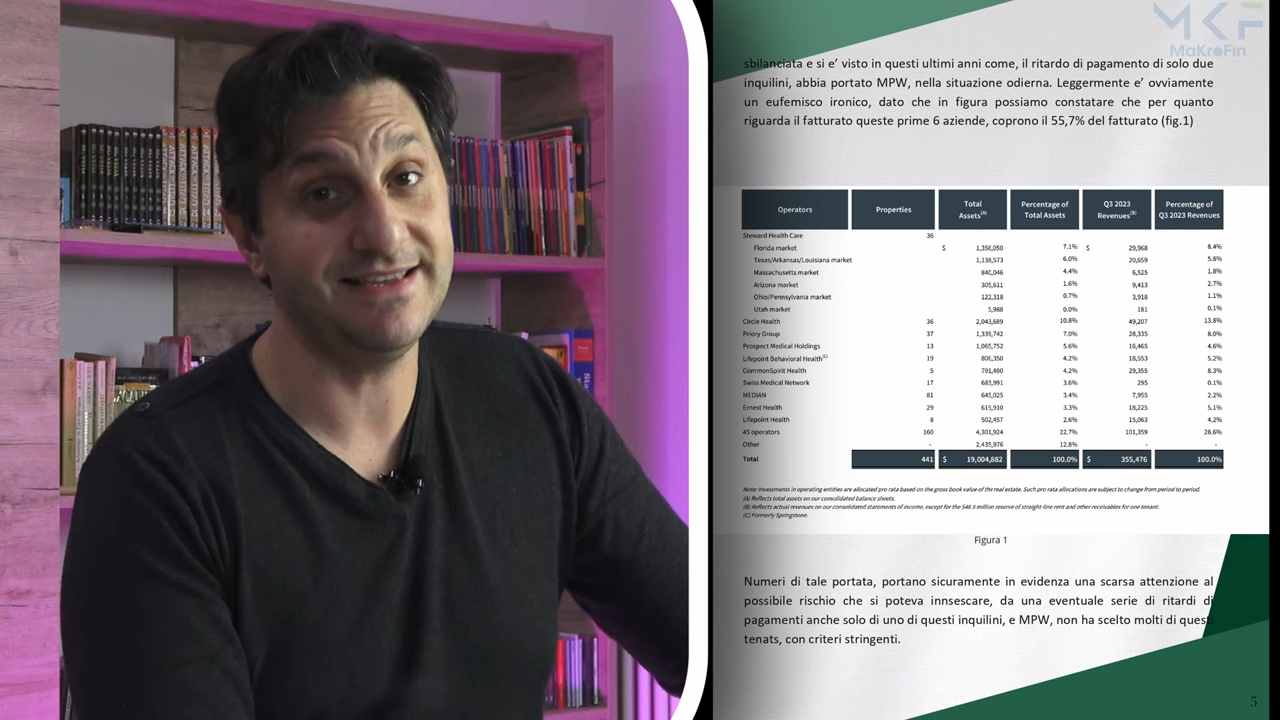 MKF
MaKroFin
sbilanciata e si e' visto in questi ultimi anni come, il ritardo di pagamento di solo due
inquilini, abbia portato MPW, nella situazione odierna. Leggermente e' ovviamente
un eufemisco ironico, dato che in figura possiamo constatare che per quanto
riguarda il fatturato queste prime 6 aziende, coprono il 55,7% del fatturato (fig.1)
Operators Properties Total Assets(A) Percentage of Total Assets Q3 2023 Revenues(B) Percentage of Q3 2023 Revenues
Steward Health Care 36
Florida market $ 1,356,050 7.1% $ 29,968 8.4%
Texas/Arkansas/Louisiana market 1,138,573 6.0% 20,659 5.8%
Massachusetts market 840,046 4.4% 6,525 1.8%
Arizona market 305,611 1.6% 9,413 2.7%
Ohio/Pennsylvania market 122,318 0.7% 3,918 1.1%
Utah market 5,988 0.0% 181 0.1%
Circle Health 36 2,043,689 10.8% 49,207 13.8%
Priory Group 37 1,339,742 7.0% 28,335 8.0%
Prospect Medical Holdings 13 1,065,752 5.6% 16,465 4.6%
Lifepoint Behavioral Health(C) 19 806,350 4.2% 18,553 5.2%
CommonSpirit Health 5 791,480 4.2% 29,355 8.3%
Swiss Medical Network 17 683,991 3.6% 295 0.1%
MEDIAN 81 645,025 3.4% 7,955 2.2%
Ernest Health 29 615,910 3.3% 18,225 5.1%
Lifepoint Health 8 502,457 2.6% 15,063 4.2%
45 operators 160 4,301,924 22.7% 101,359 28.6%
Other - 2,435,976 12.8% - -
Total 441 $ 19,004,882 100.0% $ 355,476 100.0%
Note: Investments in operating entities are allocated pro rata based on the gross book value of the real estate. Such pro rata allocations are subject to change from period to period.
(A) Reflects total assets on our consolidated balance sheets.
(B) Reflects actual revenues on our consolidated statements of income, except for the $48.9 million reserve of straight-line rent and other receivables for one tenant.
(C) Formerly Springstone.
Figura 1
Numeri di tale portata, portano sicuramente in evidenza una scarsa attenzione al
possibile rischio che si poteva innsescare, da una eventuale serie di ritardi di
pagamenti anche solo di uno di questi inquilini, e MPW, non ha scelto molti di questi
tenats, con criteri stringenti.
5